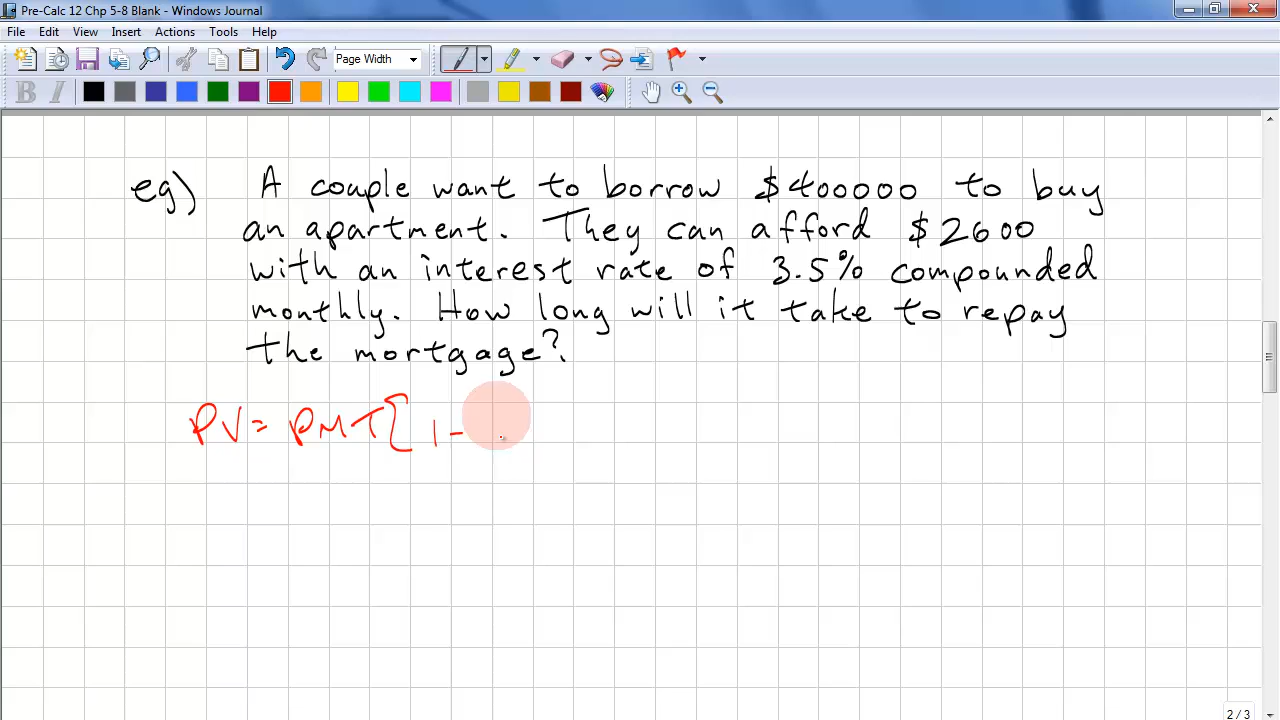 Pre-Calc 12 Chp 5-8 Blank - Windows Journal
File Edit View Insert Actions Tools Help
Page Width
B I
eg) A couple want to borrow $400000 to buy
an apartment. They can afford $2600
with an interest rate of 3.5% compounded
monthly. How long will it take to repay
the mortgage?
PV = PMT[ 1-
2/3